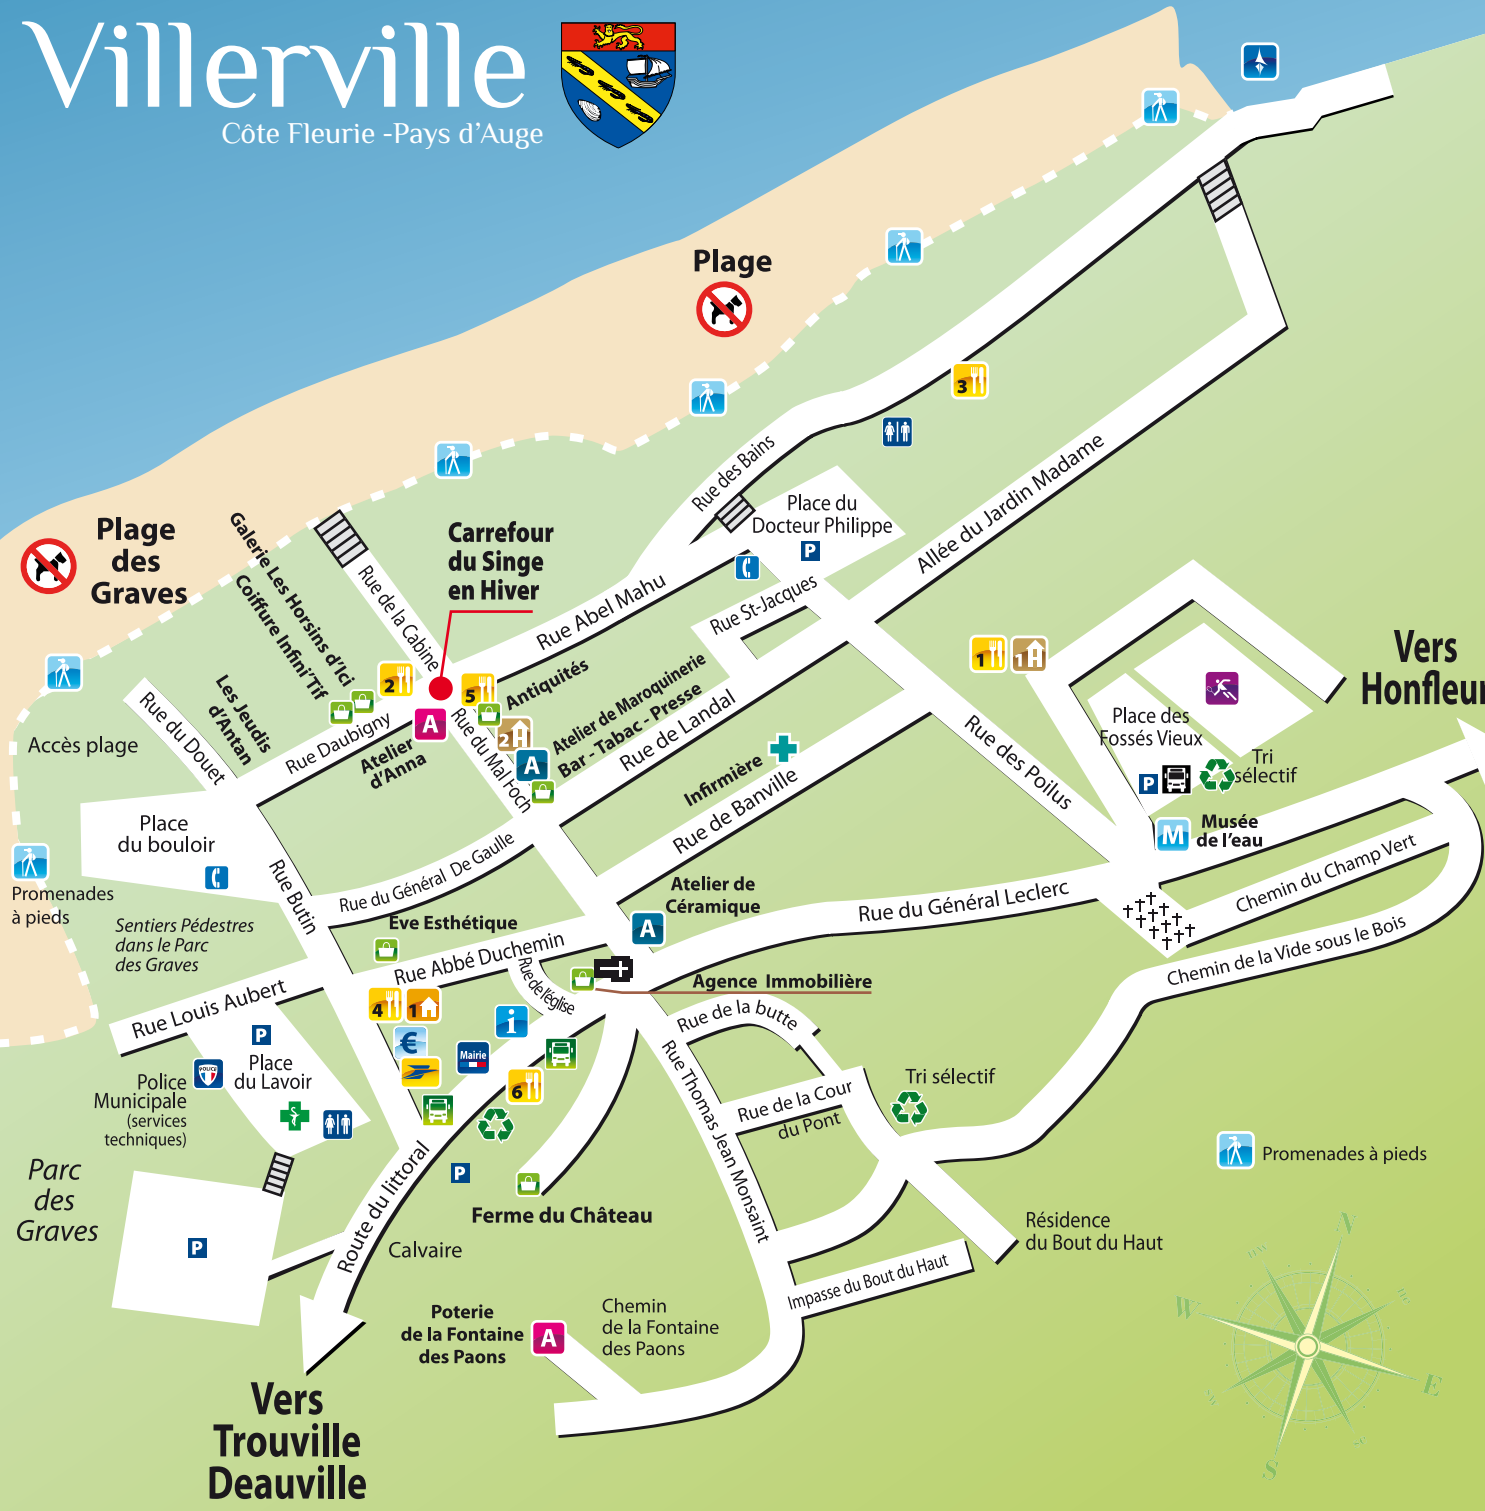 Villerville
Côte Fleurie -Pays d'Auge
Plage
3
Rue des Bains
Place du
Docteur Philippe
P
Allée du Jardin Madame
Plage
des
Graves
Galerie Les Horsins d'Ici
Coiffure Infini'Tif
Les Jeudis
d'Antan
Carrefour
du Singe
en Hiver
Rue de la Cabine
Rue Abel Mahu
Rue St-Jacques
2
5
Antiquités
A
Atelier
d'Anna
Rue Daubigny
Rue du Douet
Accès plage
Rue du Mal Foch
2H
A
Atelier de Maroquinerie
Bar - Tabac - Presse
Rue de Landal
Infirmière
Rue de Banville
1
1H
Rue des Poilus
Place des
Fossés Vieux
P
Tri
sélectif
Vers
Honfleur
M
Musée
de l'eau
Place
du bouloir
Promenades
à pieds
Sentiers Pédestres
dans le Parc
des Graves
Rue Butin
Rue du Général De Gaulle
Eve Esthétique
Rue Abbé Duchemin
Rue de l'église
Atelier de
Céramique
A
Rue du Général Leclerc
Chemin du Champ Vert
Chemin de la Vide sous le Bois
Agence Immobilière
Rue Louis Aubert
P
Place
du Lavoir
POLICE
Police
Municipale
(services
techniques)
4
1
€
i
Mairie
6
P
Rue de la butte
Rue de la Cour
du Pont
Rue Thomas Jean Monsaint
Tri sélectif
Promenades à pieds
Parc
des
Graves
P
Route du littoral
Calvaire
Ferme du Château
Résidence
du Bout du Haut
Impasse du Bout du Haut
Poterie
de la Fontaine
des Paons
A
Chemin
de la Fontaine
des Paons
Vers
Trouville
Deauville
N
W
E
S